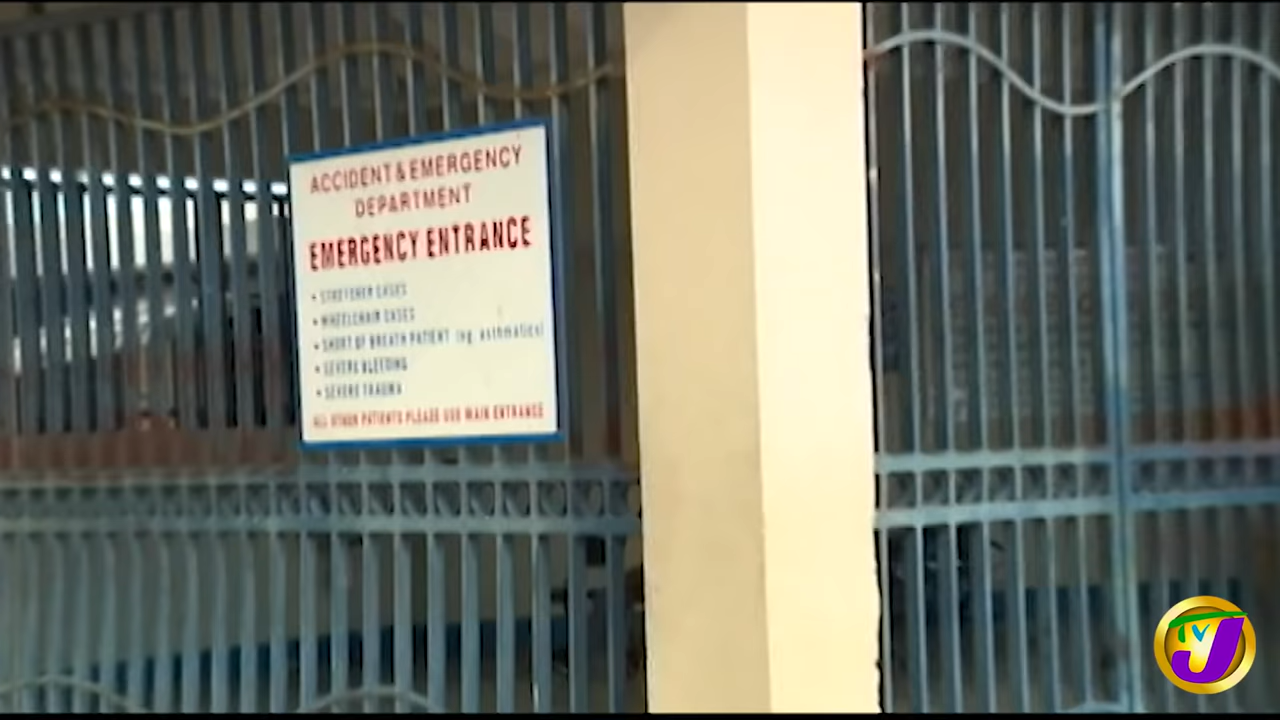 ACCIDENT & EMERGENCY
DEPARTMENT
EMERGENCY ENTRANCE
• STRETCHER CASES
• WHEELCHAIR CASES
• SHORT OF BREATH PATIENT (eg. asthmatics)
• SEVERE BLEEDING
• SEVERE TRAUMA
ALL OTHER PATIENTS PLEASE USE MAIN ENTRANCE
TVJ